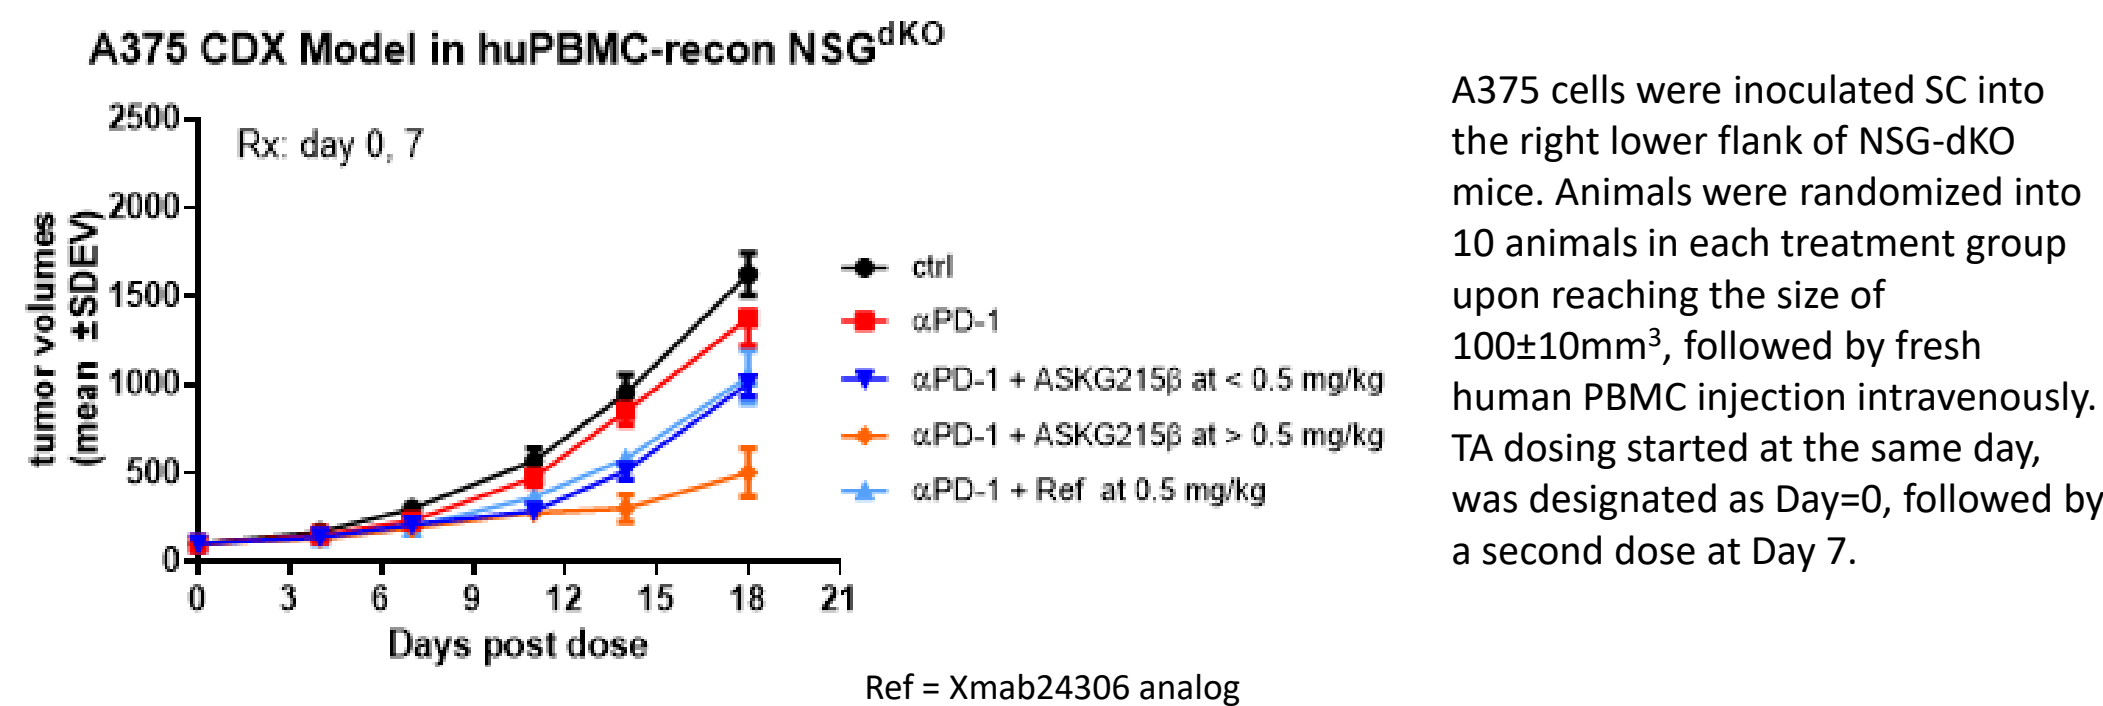 A375 CDX Model in huPBMC-recon NSGdKO
Rx: day 0, 7
tumor volumes
(mean ±SDEV)
2500
2000
1500
1000
500
0
0 3 6 9 12 15 18 21
Days post dose
ctrl
αPD-1
αPD-1 + ASKG215β at < 0.5 mg/kg
αPD-1 + ASKG215β at > 0.5 mg/kg
αPD-1 + Ref at 0.5 mg/kg
Ref = Xmab24306 analog
A375 cells were inoculated SC into
the right lower flank of NSG-dKO
mice. Animals were randomized into
10 animals in each treatment group
upon reaching the size of
100±10mm³, followed by fresh
human PBMC injection intravenously.
TA dosing started at the same day,
was designated as Day=0, followed by
a second dose at Day 7.